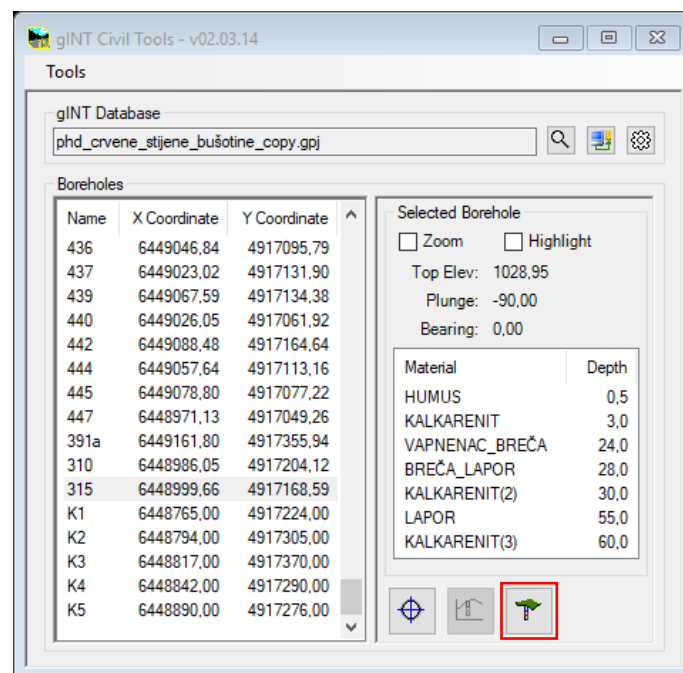 gINT Civil Tools - v02.03.14
Tools
gINT Database
phd_crvene_stijene_bušotine_copy.gpj
Boreholes
Name X Coordinate Y Coordinate
436 6449046,84 4917095,79
437 6449023,02 4917131,90
439 6449067,59 4917134,38
440 6449026,05 4917061,92
442 6449088,48 4917164,64
444 6449057,64 4917113,16
445 6449078,80 4917077,22
447 6448971,13 4917049,26
391a 6449161,80 4917355,94
310 6448986,05 4917204,12
315 6448999,66 4917168,59
K1 6448765,00 4917224,00
K2 6448794,00 4917305,00
K3 6448817,00 4917370,00
K4 6448842,00 4917290,00
K5 6448890,00 4917276,00
Selected Borehole
Zoom Highlight
Top Elev: 1028,95
Plunge: -90,00
Bearing: 0,00
Material Depth
HUMUS 0,5
KALKARENIT 3,0
VAPNENAC_BREČA 24,0
BREČA_LAPOR 28,0
KALKARENIT(2) 30,0
LAPOR 55,0
KALKARENIT(3) 60,0